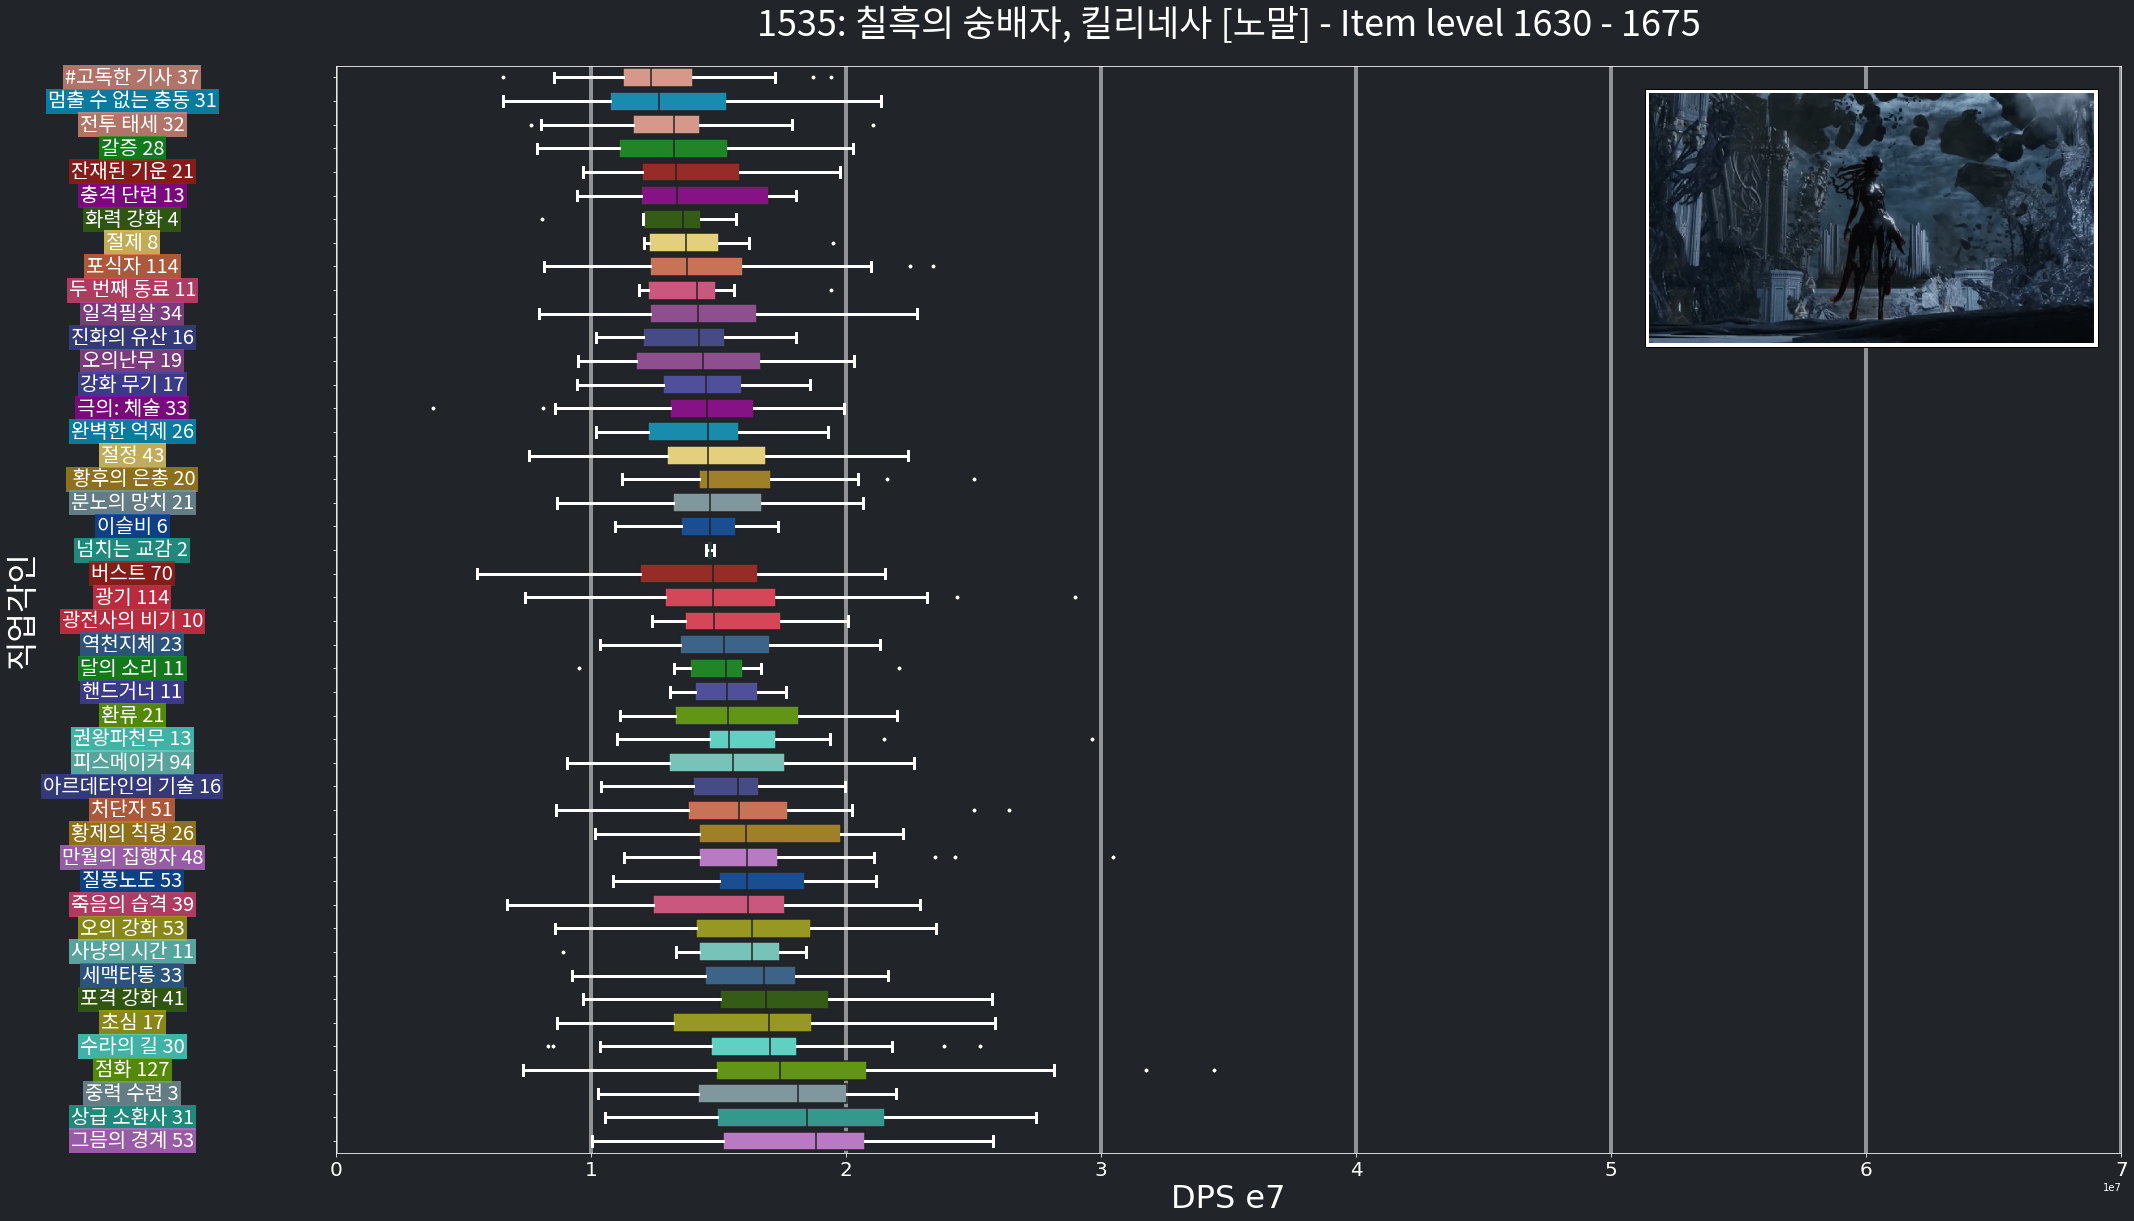 1535: 칠흑의 숭배자, 킬리네사 [노말] - Item level 1630 - 1675
#고독한 기사 37
멈출 수 없는 충동 31
전투 태세 32
갈증 28
잔재된 기운 21
충격 단련 13
화력 강화 4
절제 8
포식자 114
두 번째 동료 11
일격필살 34
진화의 유산 16
오의난무 19
강화 무기 17
극의: 체술 33
완벽한 억제 26
절정 43
황후의 은총 20
분노의 망치 21
이슬비 6
넘치는 교감 2
버스트 70
광기 114
광전사의 비기 10
역천지체 23
달의 소리 11
핸드거너 11
환류 21
권왕파천무 13
피스메이커 94
아르데타인의 기술 16
처단자 51
황제의 칙령 26
만월의 집행자 48
질풍노도 53
죽음의 습격 39
오의 강화 53
사냥의 시간 11
세맥타통 33
포격 강화 41
초심 17
수라의 길 30
점화 127
중력 수련 3
상급 소환사 31
그믐의 경계 53
직업각인
0 1 2 3 4 5 6 7
1e7
DPS e7